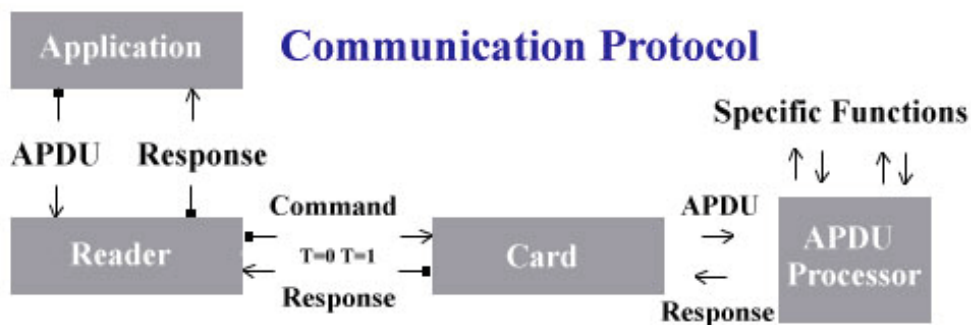 Application
Communication Protocol
Specific Functions
APDU Response
Command
APDU
Reader
T=0 T=1
Card
APDU
Processor
Response
Response